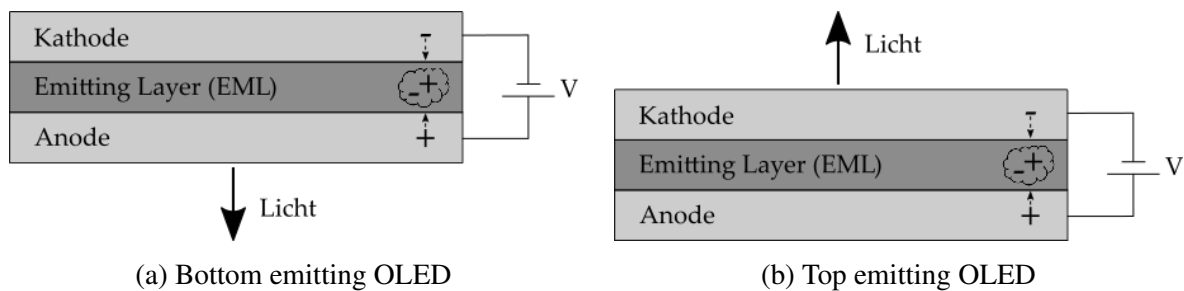 Kathode
-
Emitting Layer (EML)
- +
V
Anode
+
Licht
(a) Bottom emitting OLED
Licht
Kathode
-
Emitting Layer (EML)
- +
V
Anode
+
(b) Top emitting OLED